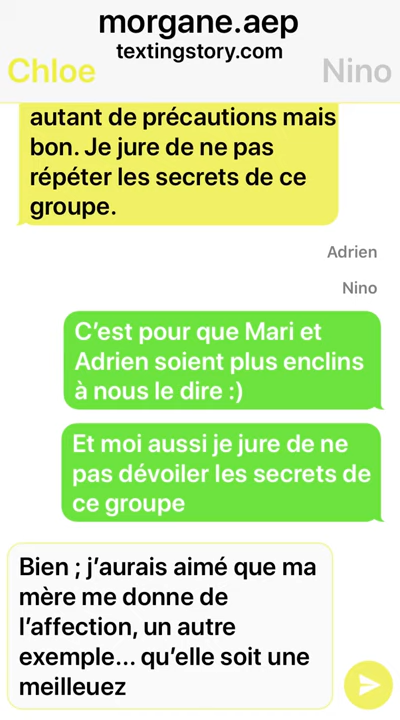 morgane.aep
textingstory.com
Chloe
Nino
autant de précautions mais
bon. Je jure de ne pas
répéter les secrets de ce
groupe.
Adrien
Nino
C'est pour que Mari et
Adrien soient plus enclins
à nous le dire :)
Et moi aussi je jure de ne
pas dévoiler les secrets de
ce groupe
Bien ; j'aurais aimé que ma
mère me donne de
l'affection, un autre
exemple... qu'elle soit une
meilleuez